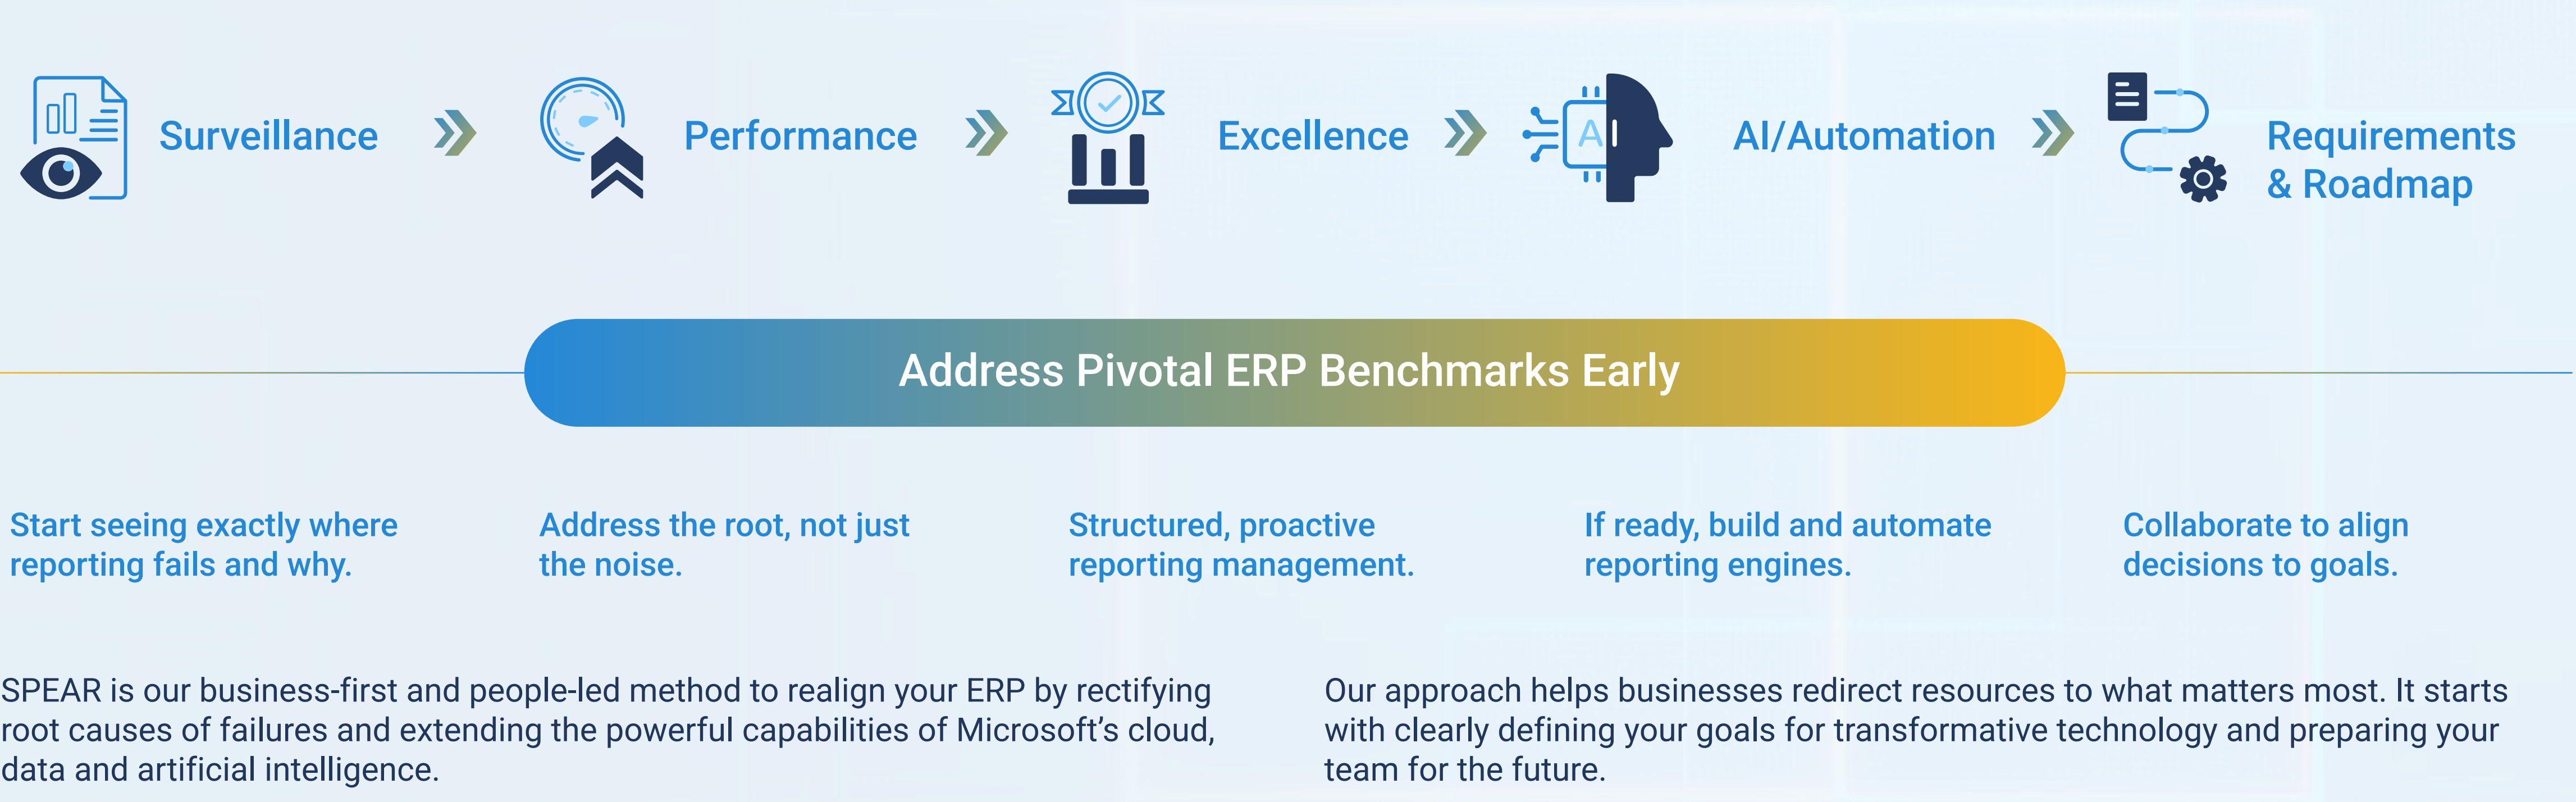 Surveillance
Performance
Excellence
AI
AI/Automation
Requirements
& Roadmap
Address Pivotal ERP Benchmarks Early
Start seeing exactly where
reporting fails and why.
Address the root, not just
the noise.
Structured, proactive
reporting management.
If ready, build and automate
reporting engines.
Collaborate to align
decisions to goals.
SPEAR is our business-first and people-led method to realign your ERP by rectifying
root causes of failures and extending the powerful capabilities of Microsoft’s cloud,
data and artificial intelligence.
Our approach helps businesses redirect resources to what matters most. It starts
with clearly defining your goals for transformative technology and preparing your
team for the future.